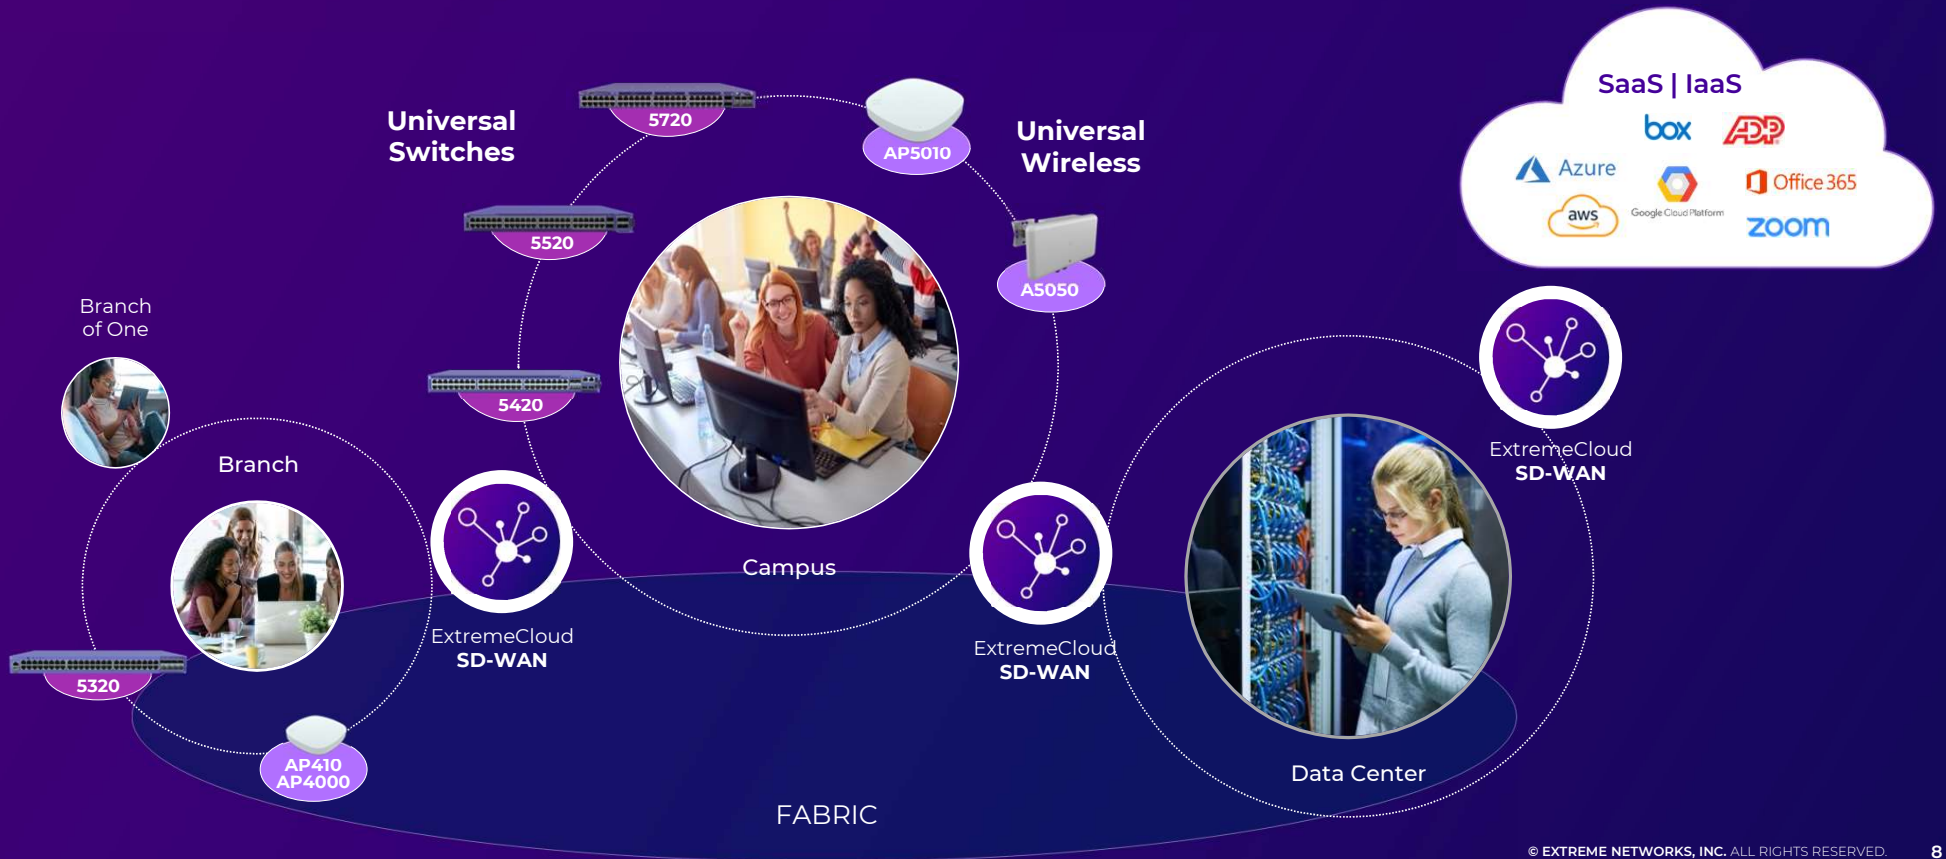 SaaS | IaaS
box
ADP
Azure
Office 365
aws
Google Cloud Platform
zoom
Universal
Switches
5720
AP5010
Universal
Wireless
5520
A5050
5420
Branch
of One
Branch
5320
AP410
AP4000
ExtremeCloud
SD-WAN
Campus
ExtremeCloud
SD-WAN
ExtremeCloud
SD-WAN
Data Center
FABRIC
© EXTREME NETWORKS, INC. ALL RIGHTS RESERVED.
8